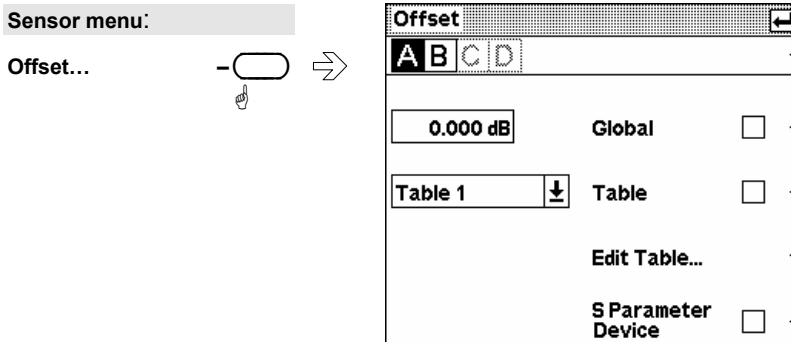 Sensor menu:
Offset…
Offset
A B C D
0.000 dB Global
Table 1 Table
Edit Table...
S Parameter
Device